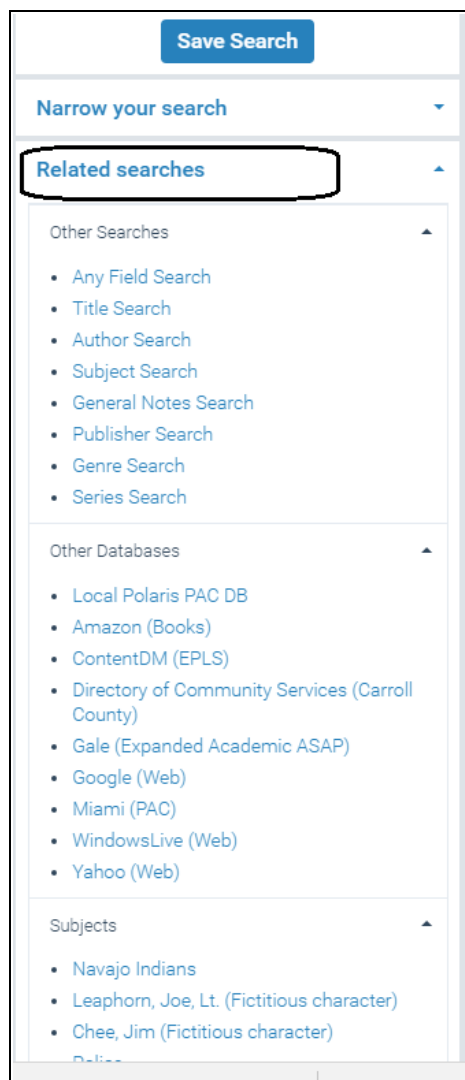 Save Search
Narrow your search
Related searches
Other Searches
Any Field Search
Title Search
Author Search
Subject Search
General Notes Search
Publisher Search
Genre Search
Series Search
Other Databases
Local Polaris PAC DB
Amazon (Books)
ContentDM (EPLS)
Directory of Community Services (Carroll
County)
Gale (Expanded Academic ASAP)
Google (Web)
Miami (PAC)
WindowsLive (Web)
Yahoo (Web)
Subjects
Navajo Indians
Leaphorn, Joe, Lt. (Fictitious character)
Chee, Jim (Fictitious character)